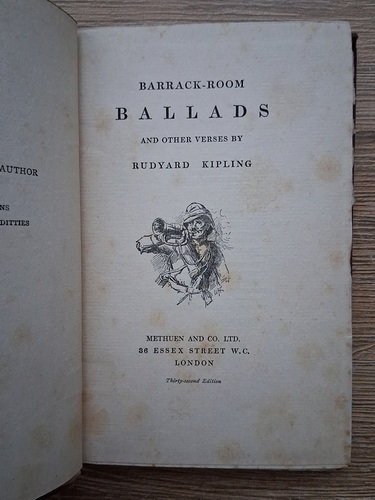 AUTHOR
NS
DITTIES
BARRACK-ROOM
BALLADS
AND OTHER VERSES BY
RUDYARD KIPLING
METHUEN AND CO. LTD.
36 ESSEX STREET W.C.
LONDON
Thirty-second Edition